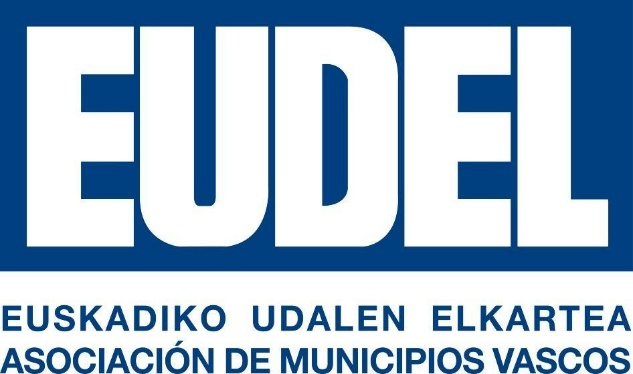 EUDEL
EUSKADIKO UDALEN ELKARTEA
ASOCIACIÓN DE MUNICIPIOS VASCOS